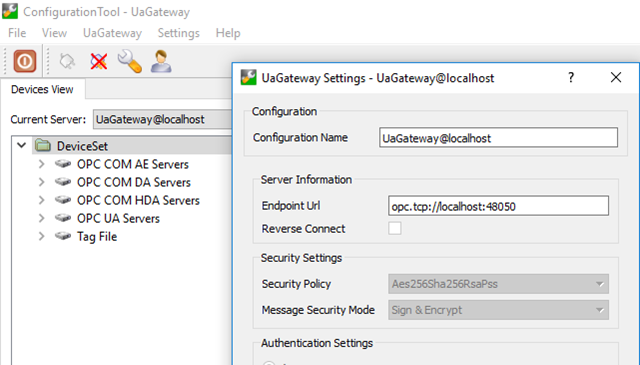 ConfigurationTool - UaGateway
File View UaGateway Settings Help
Devices View
Current Server: UaGateway@localhost
DeviceSet
OPC COM AE Servers
OPC COM DA Servers
OPC COM HDA Servers
OPC UA Servers
Tag File
UaGateway Settings - UaGateway@localhost ?
Configuration
Configuration Name UaGateway@localhost
Server Information
Endpoint Url opc.tcp://localhost:48050
Reverse Connect
Security Settings
Security Policy Aes256Sha256RsaPss
Message Security Mode Sign & Encrypt
Authentication Settings